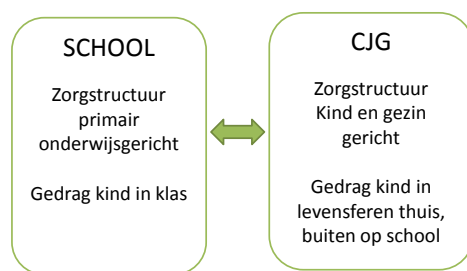 SCHOOL
Zorgstructuur
primair
onderwijsgericht
Gedrag kind in klas
CJG
Zorgstructuur
Kind en gezin
gericht
Gedrag kind in
levensferen thuis,
buiten op school